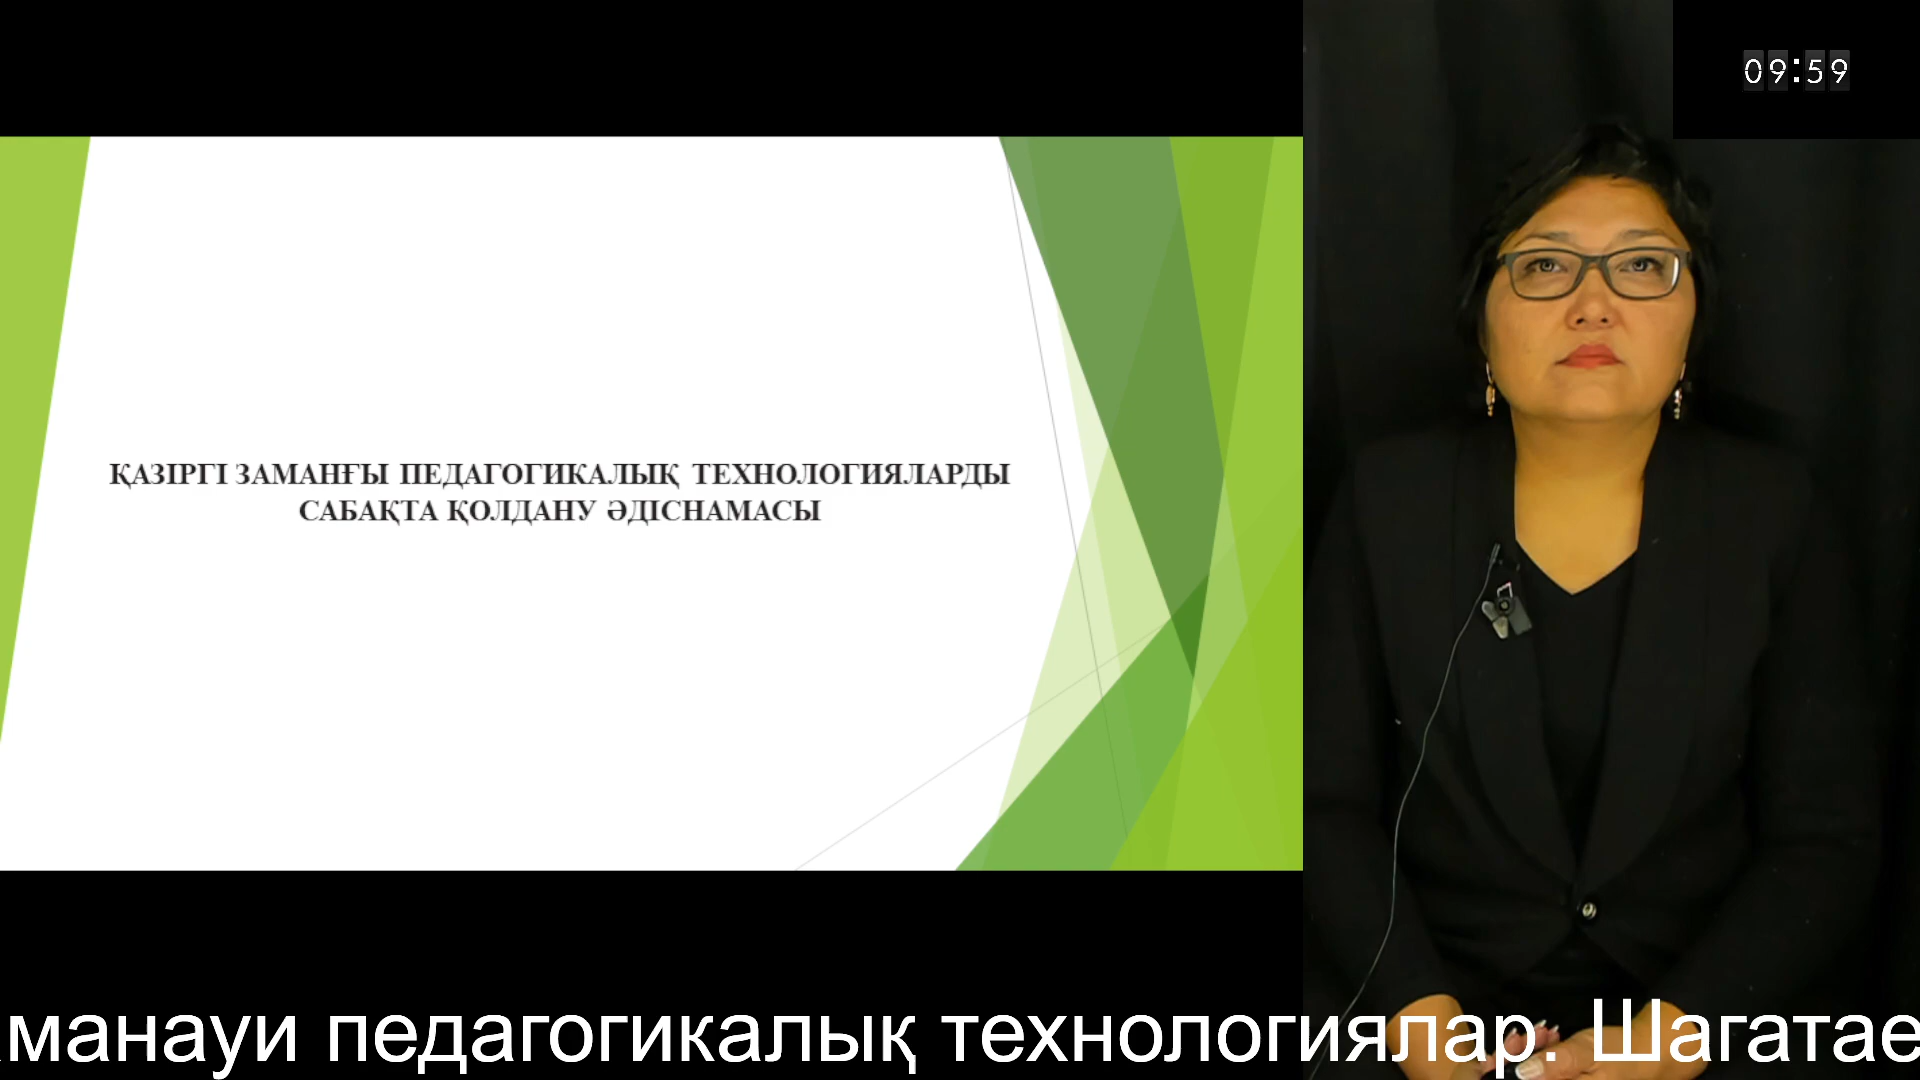 09:59
ҚАЗІРГІ ЗАМАНҒЫ ПЕДАГОГИКАЛЫҚ ТЕХНОЛОГИЯЛАРДЫ
САБАҚТА ҚОЛДАНУ ӘДІСНАМАСЫ
манауи педагогикалық технологиялар. Шагатае